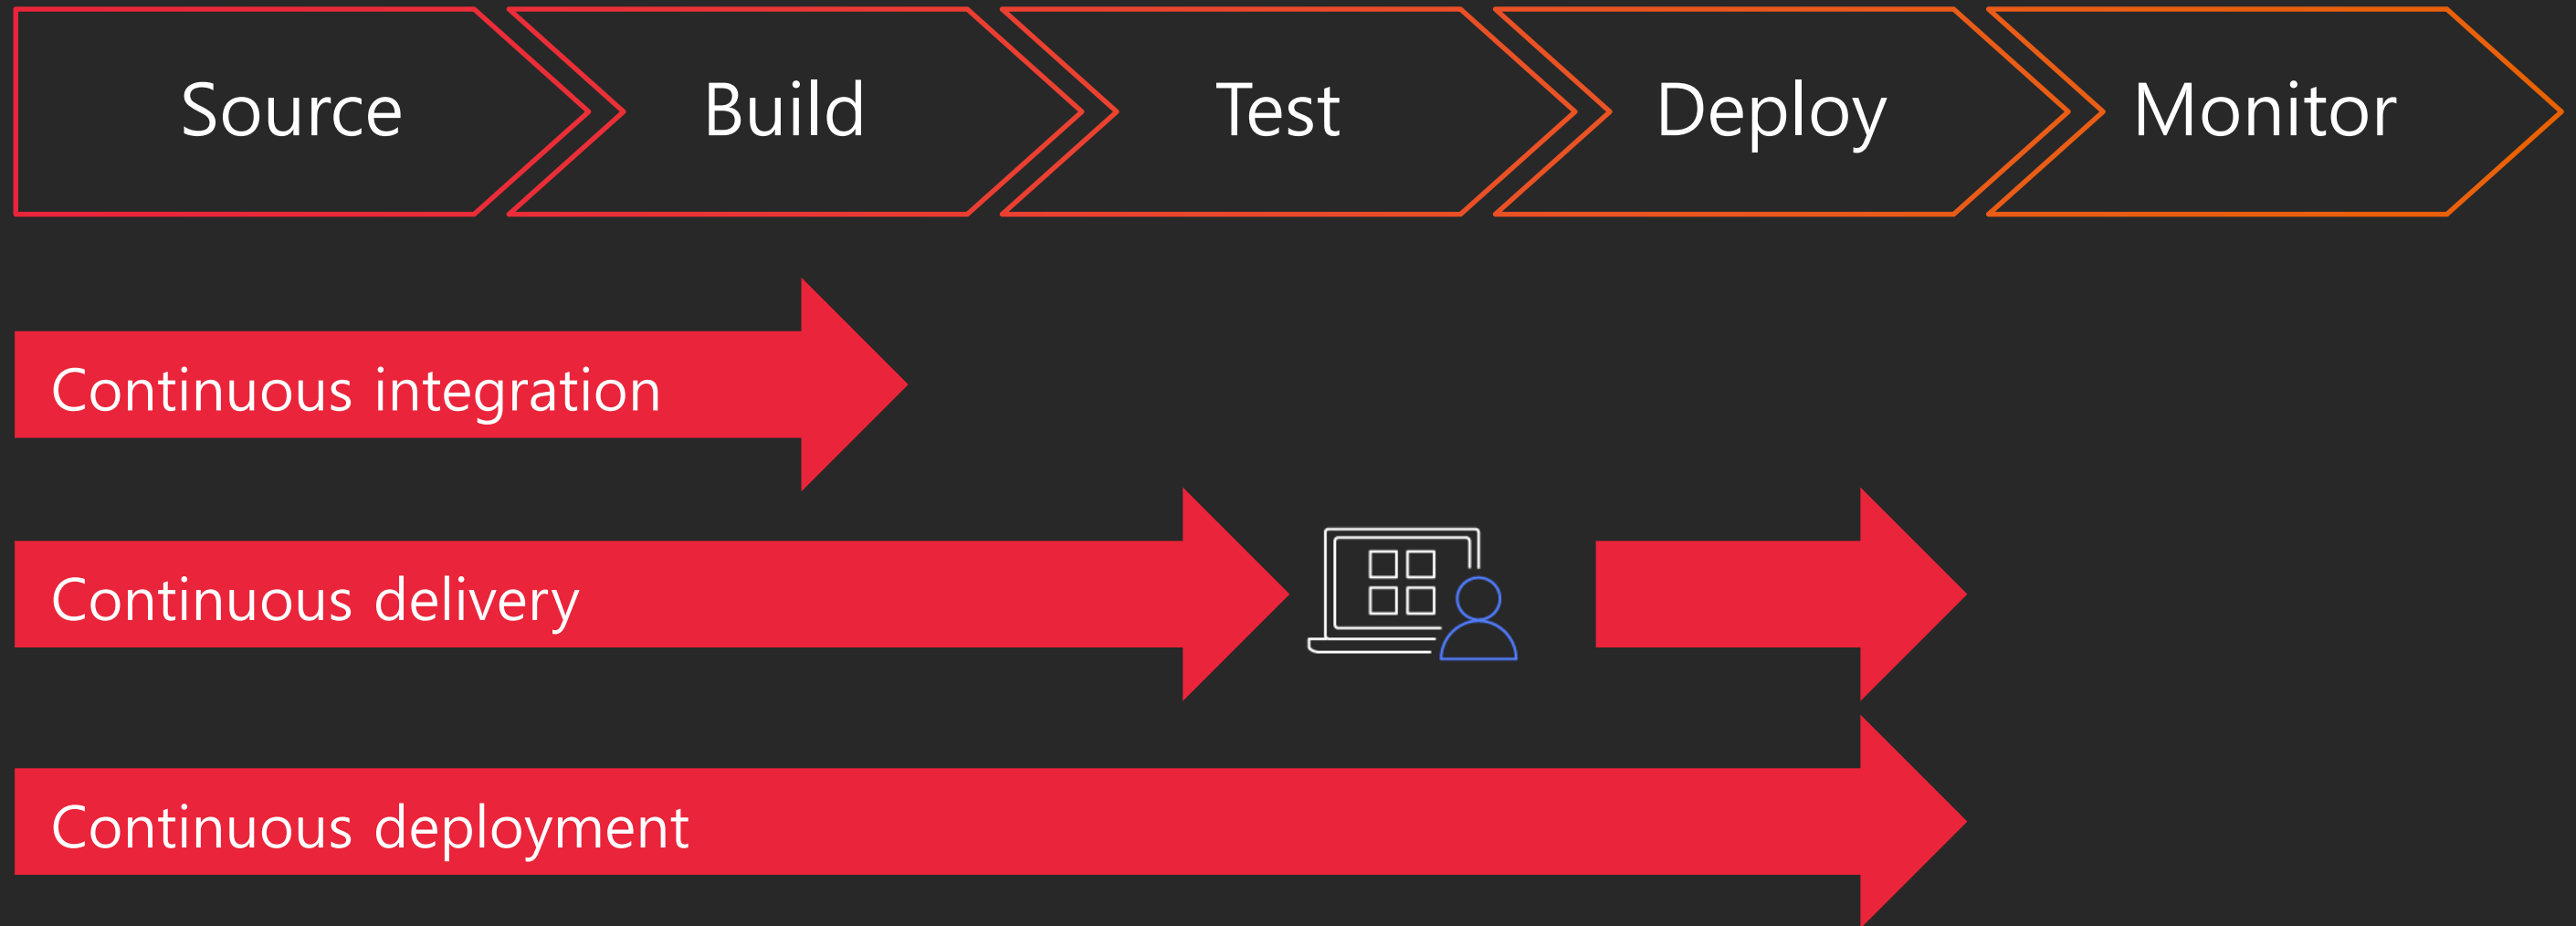 Source
Build
Test
Deploy
Monitor
Continuous integration
Continuous delivery
Continuous deployment